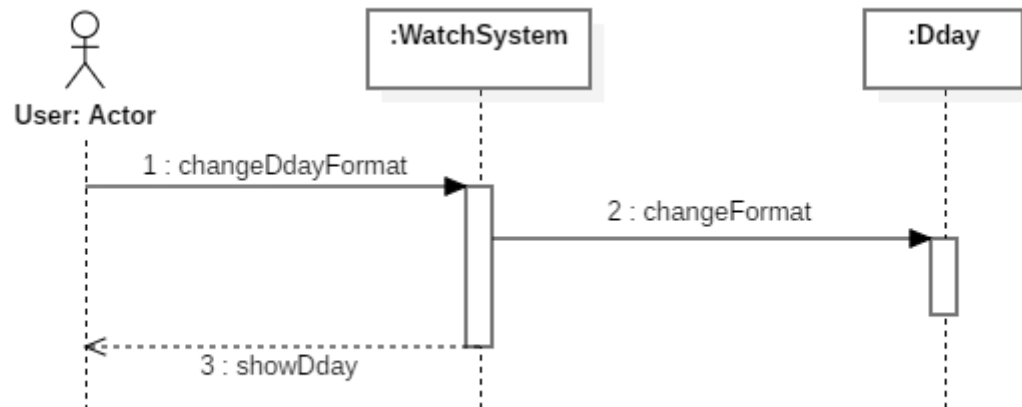 :WatchSystem
:Dday
User: Actor
1 : changeDdayFormat
2 : changeFormat
3 : showDday